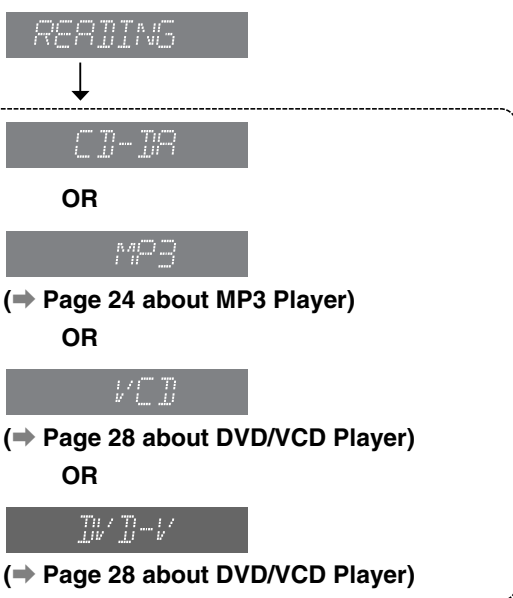 READING
CD-DA
OR
MP3
(➡ Page 24 about MP3 Player)
OR
VCD
(➡ Page 28 about DVD/VCD Player)
OR
DVD-V
(➡ Page 28 about DVD/VCD Player)